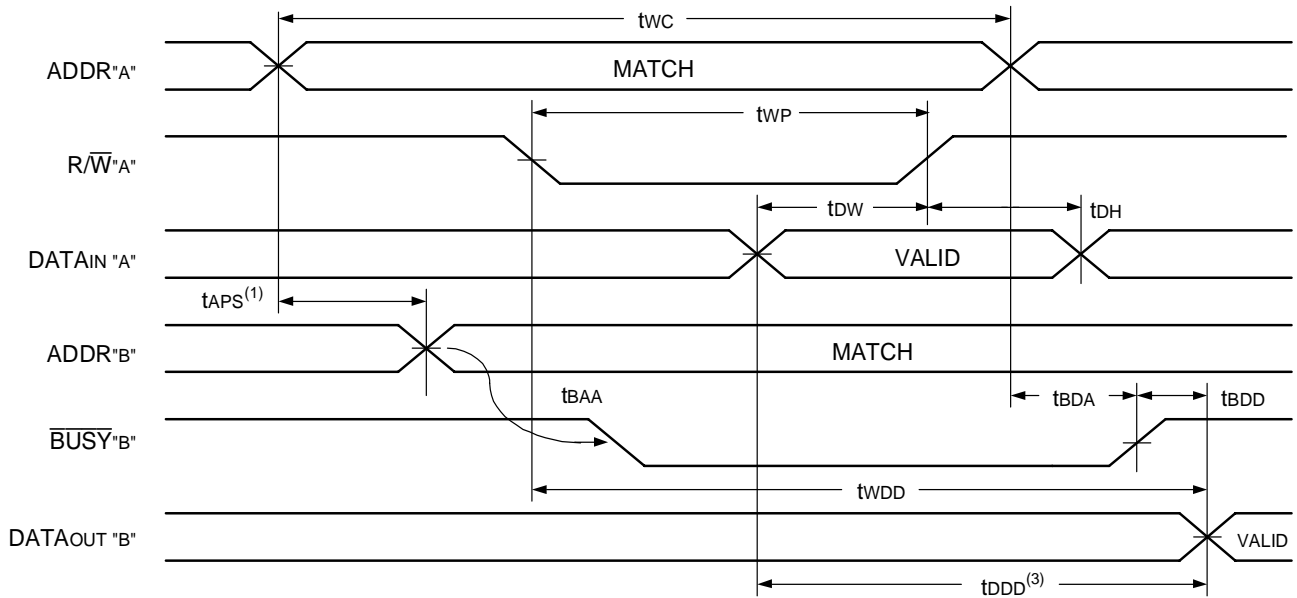 tWC
ADDR"A"
MATCH
tWP
R/W̅"A"
tDW
tDH
DATAIN "A"
VALID
tAPS(1)
ADDR"B"
MATCH
tBAA
tBDA
tBDD
B̅U̅S̅Y̅"B"
tWDD
DATAOUT "B"
VALID
tDDD(3)